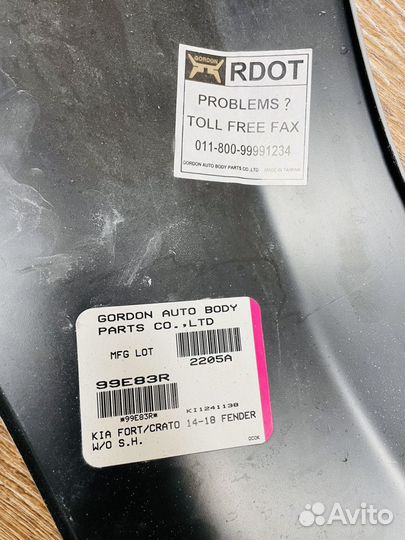 GORDON
RDOT
PROBLEMS ?
TOLL FREE FAX
011-800-99991234
GORDON AUTO BODY PARTS CO.,LTD MADE IN TAIWAN
GORDON AUTO BODY
PARTS CO.,LTD
MFG LOT
2205A
99E83R
*99E83R*
KI1241138
KIA FORT/CRATO 14-18 FENDER
W/O S.H.
Avito